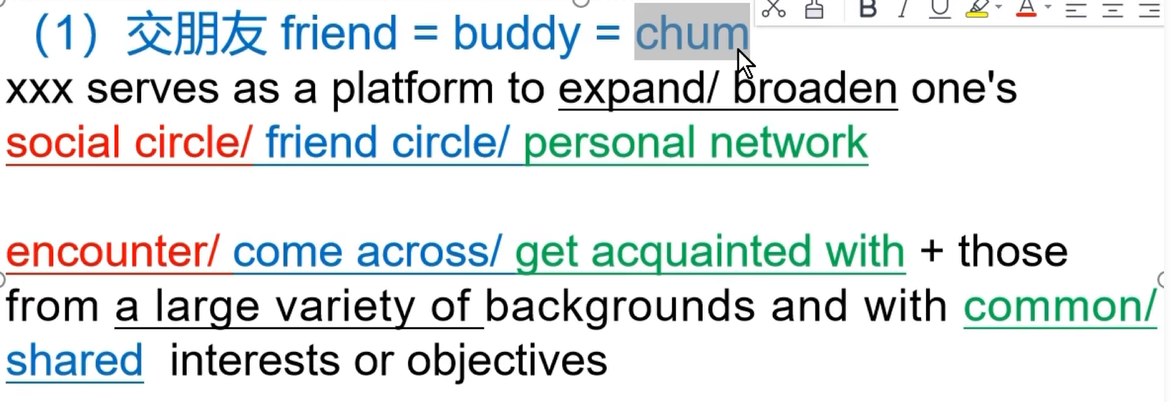 （1）交朋友 friend = buddy = chum
xxx serves as a platform to expand/ broaden one's
social circle/ friend circle/ personal network
encounter/ come across/ get acquainted with + those
from a large variety of backgrounds and with common/
shared interests or objectives